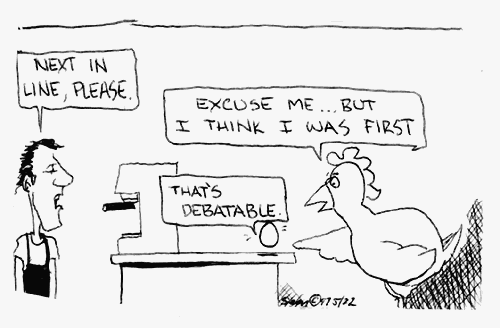 NEXT IN
LINE, PLEASE.
EXCUSE ME...BUT
I THINK I WAS FIRST
THAT'S
DEBATABLE.